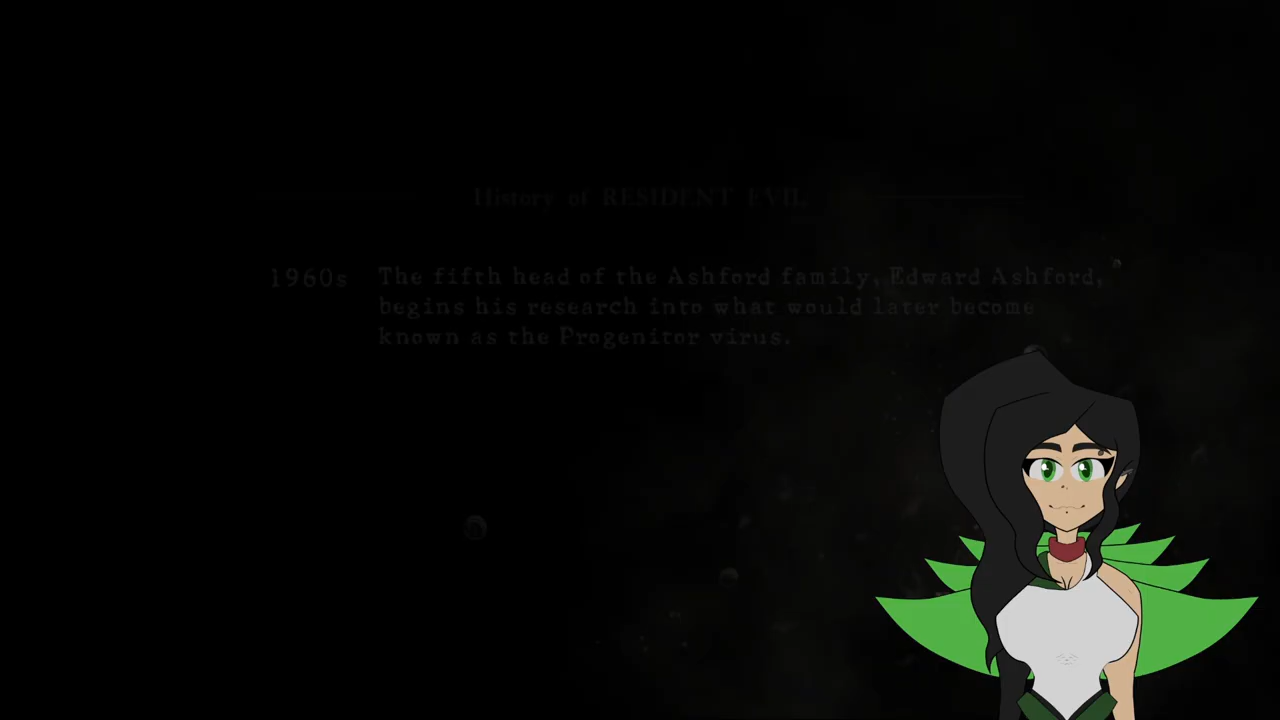 History of RESIDENT EVIL
1960s The fifth head of the Ashford family, Edward Ashford,
begins his research into what would later become
known as the Progenitor virus.